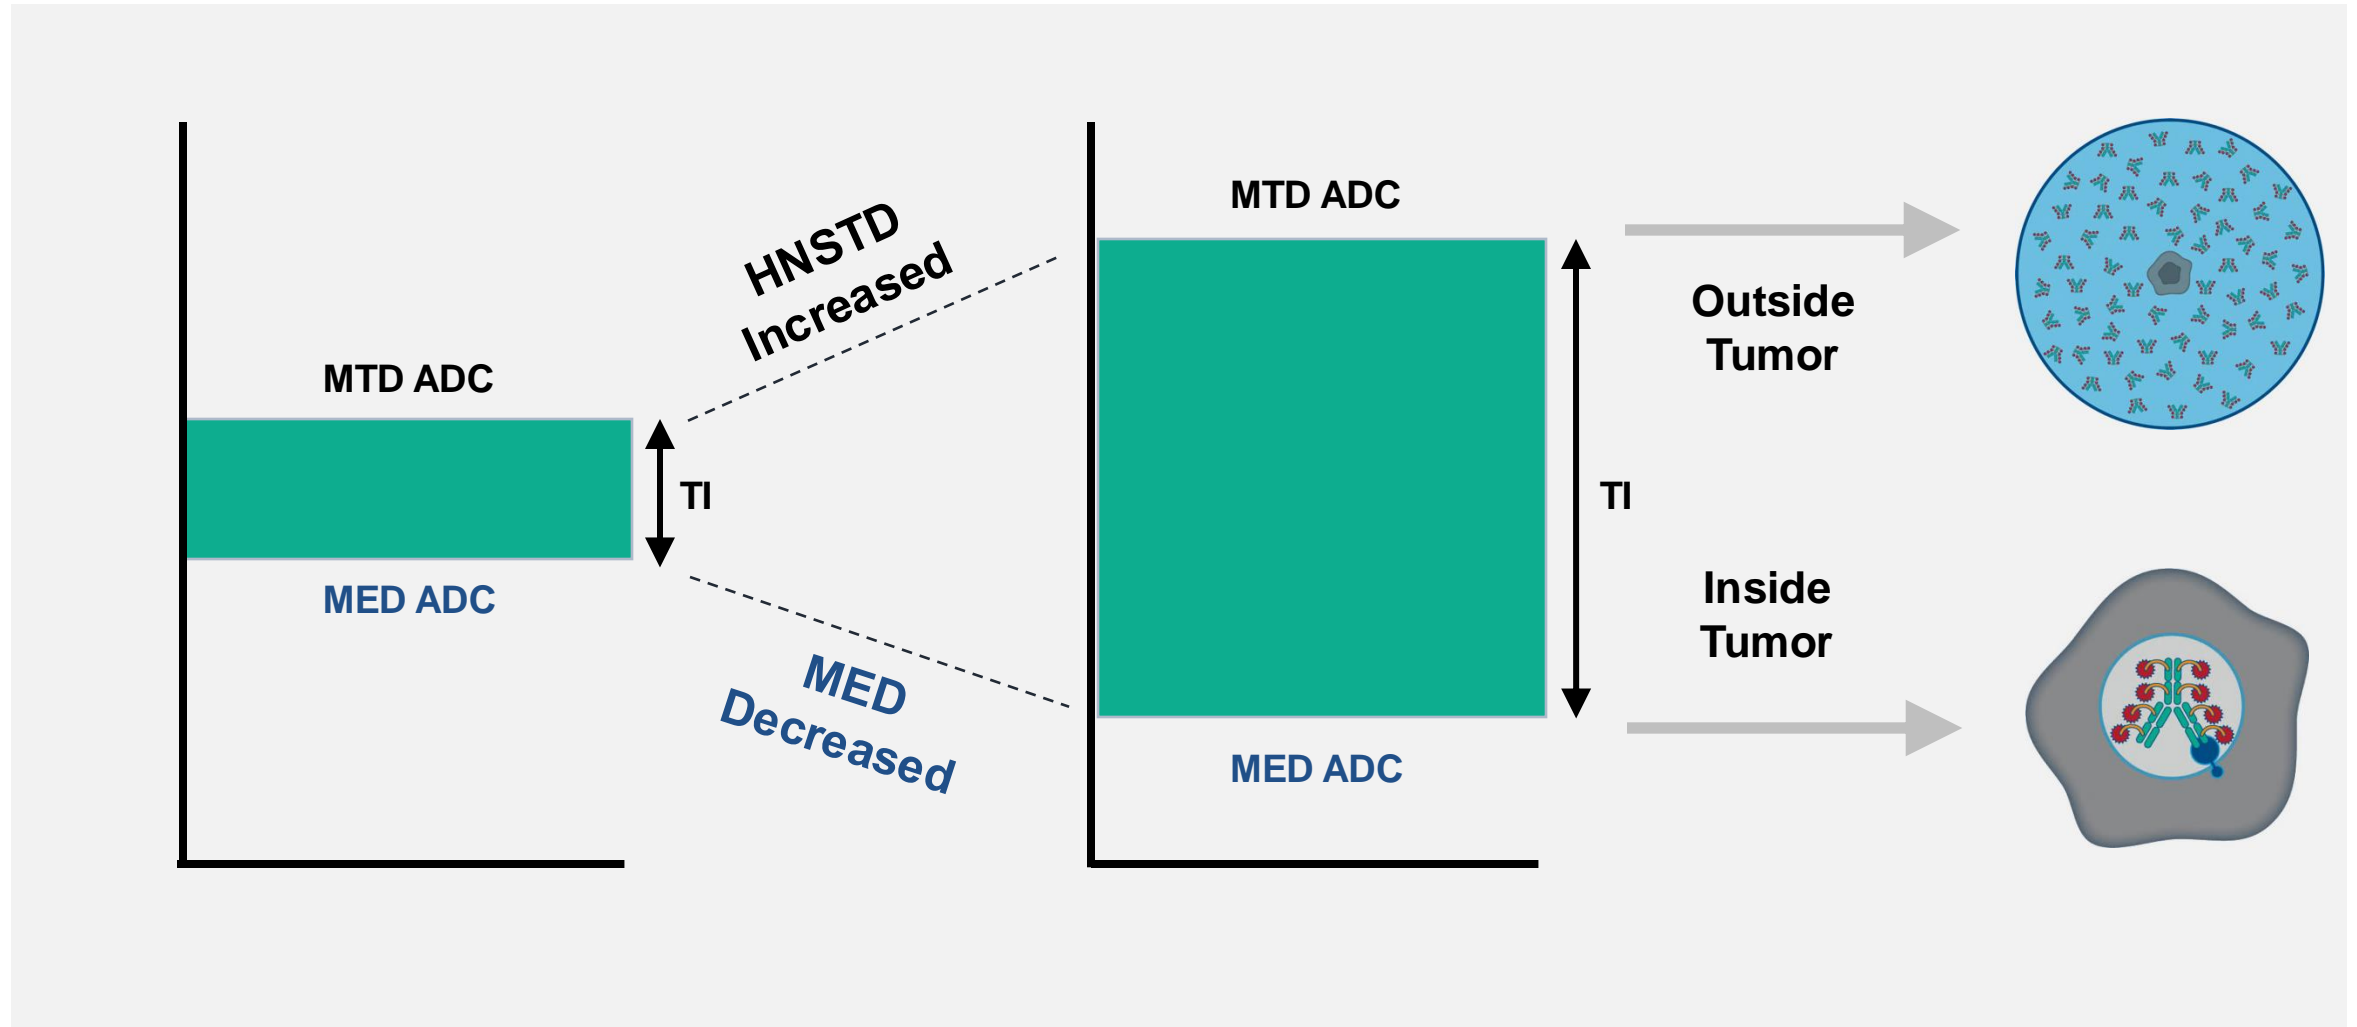 MTD ADC
TI
MED ADC
HNSTD
Increased
MED
Decreased
MTD ADC
TI
MED ADC
Outside
Tumor
Inside
Tumor